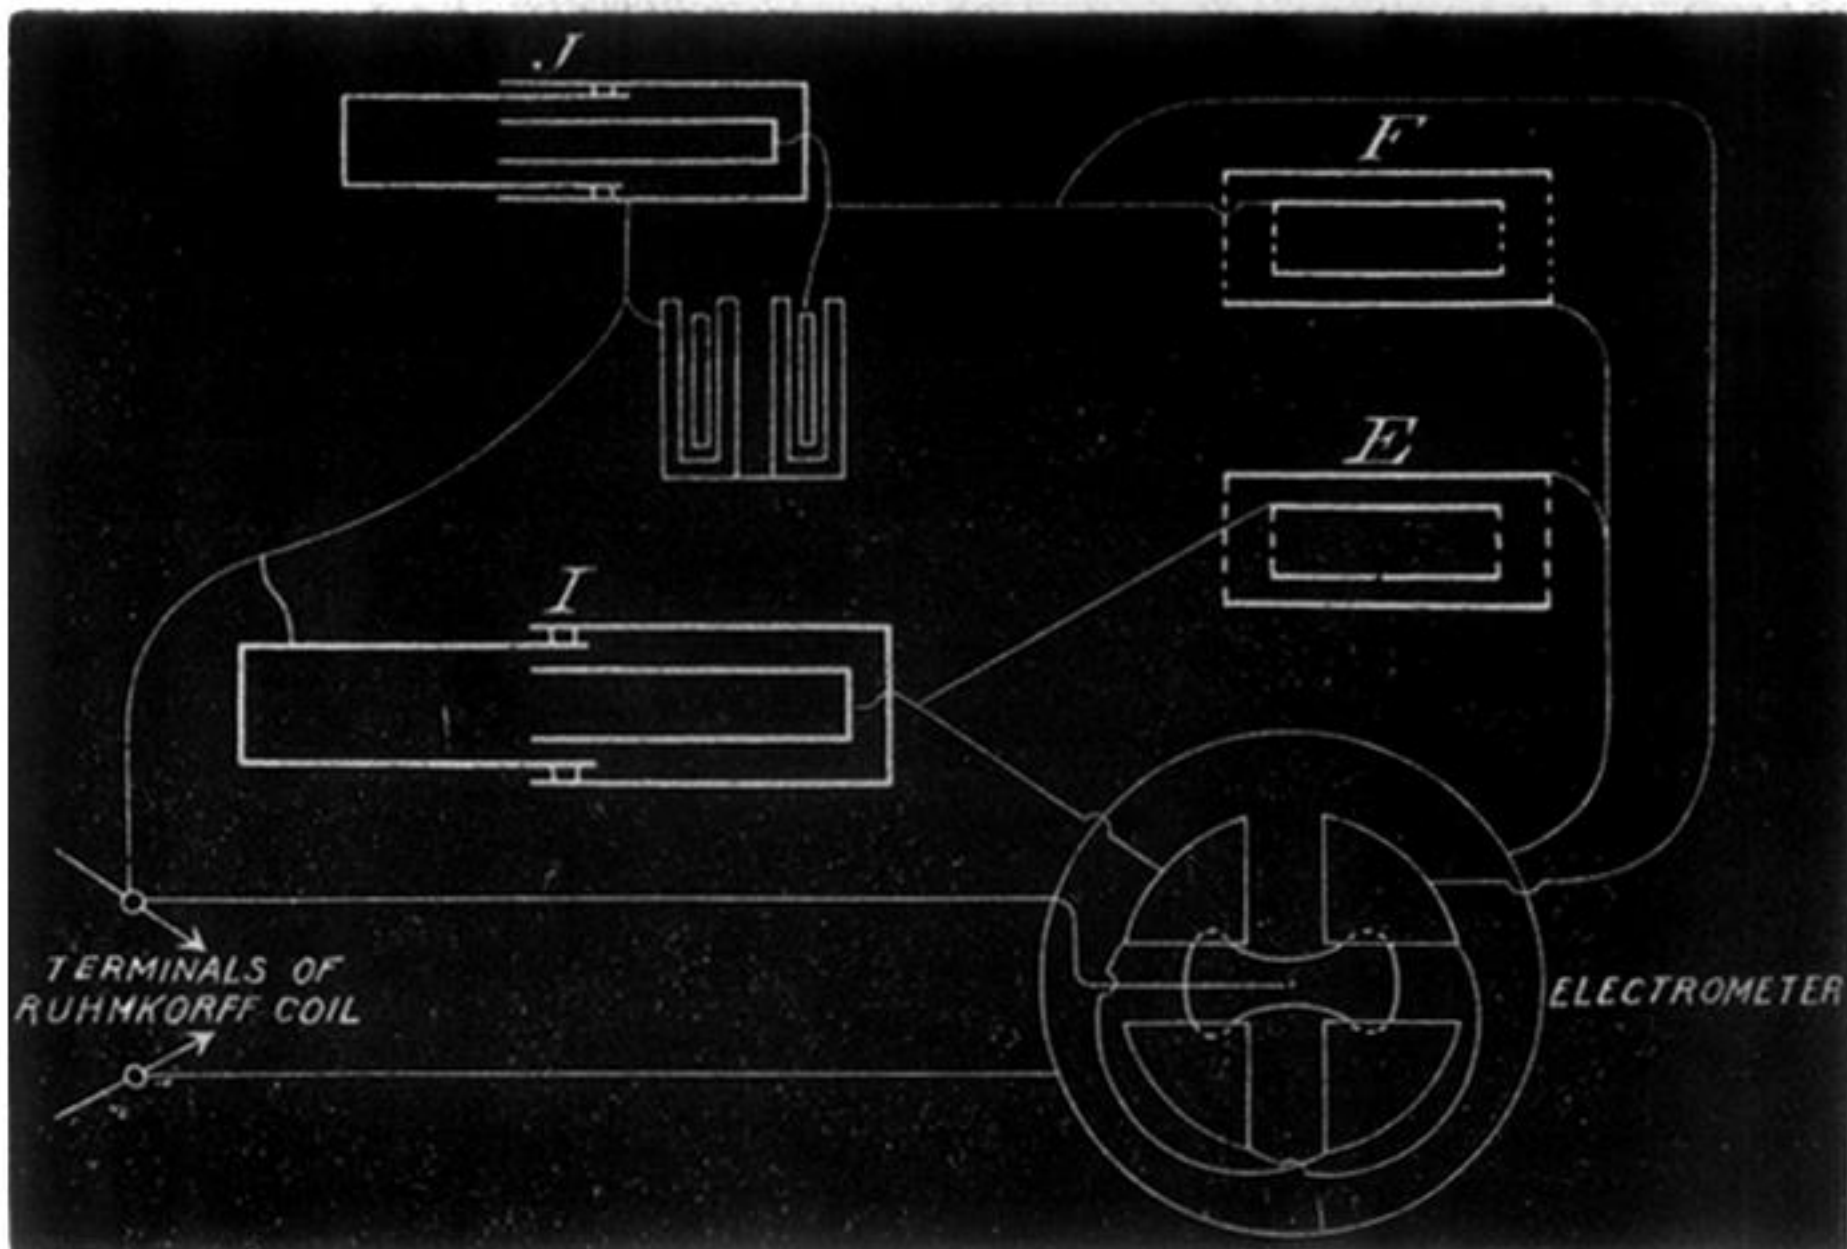 J
F
E
I
TERMINALS OF
RUHMKORFF COIL
ELECTROMETER